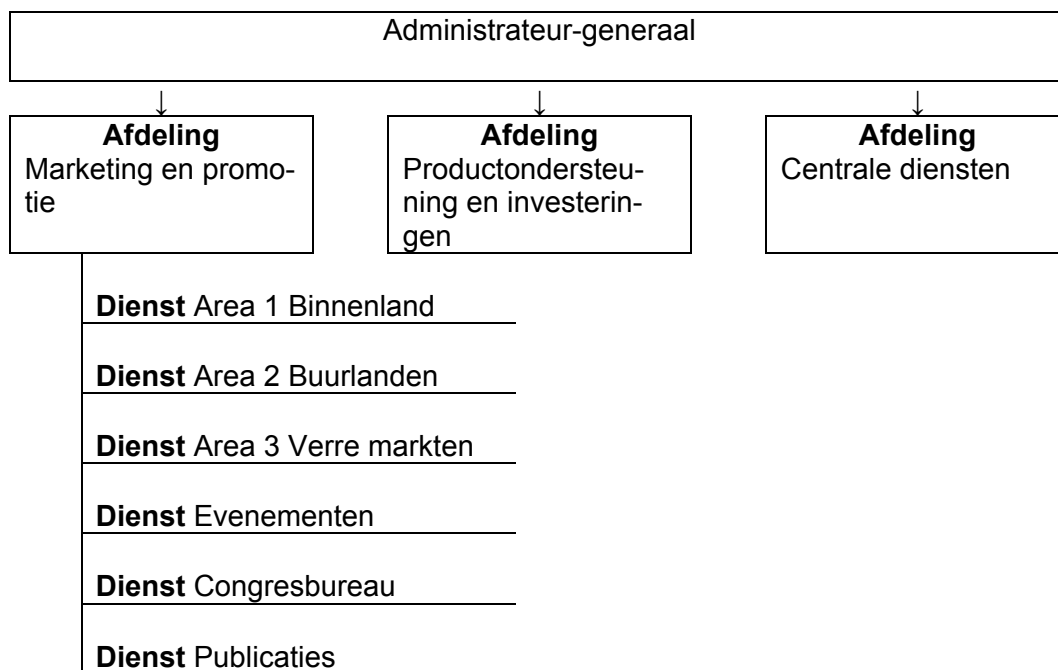 Administrateur-generaal
↓ ↓ ↓
Afdeling
Marketing en promo-
tie
Afdeling
Productondersteu-
ning en investerin-
gen
Afdeling
Centrale diensten
Dienst Area 1 Binnenland
Dienst Area 2 Buurlanden
Dienst Area 3 Verre markten
Dienst Evenementen
Dienst Congresbureau
Dienst Publicaties